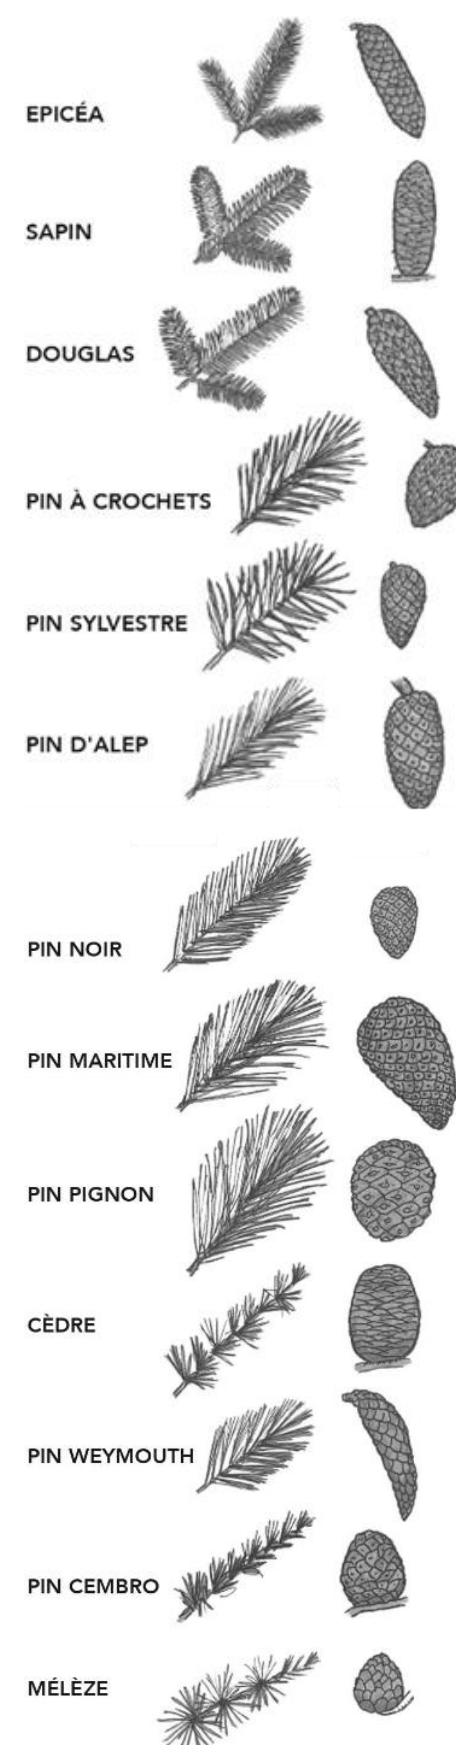 EPICÉA
SAPIN
DOUGLAS
PIN À CROCHETS
PIN SYLVESTRE
PIN D'ALEP
PIN NOIR
PIN MARITIME
PIN PIGNON
CÈDRE
PIN WEYMOUTH
PIN CEMBRO
MÉLÈZE